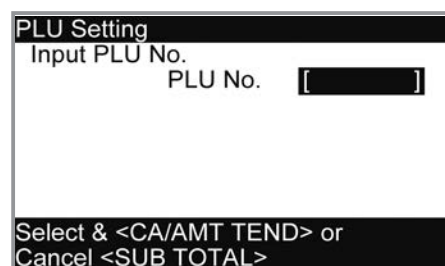 PLU Setting
Input PLU No.
PLU No. [ ]
Select & <CA/AMT TEND> or
Cancel <SUB TOTAL>